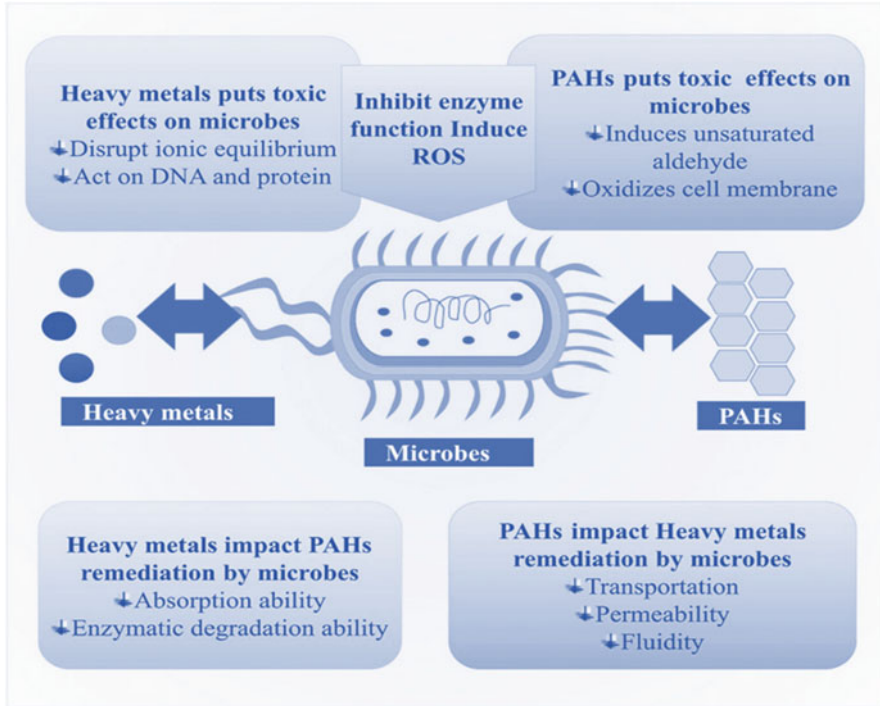 Heavy metals puts toxic
effects on microbes
Disrupt ionic equilibrium
Act on DNA and protein
Inhibit enzyme
function Induce
ROS
PAHs puts toxic effects on
microbes
Induces unsaturated
aldehyde
Oxidizes cell membrane
Heavy metals
Microbes
PAHs
Heavy metals impact PAHs
remediation by microbes
Absorption ability
Enzymatic degradation ability
PAHs impact Heavy metals
remediation by microbes
Transportation
Permeability
Fluidity